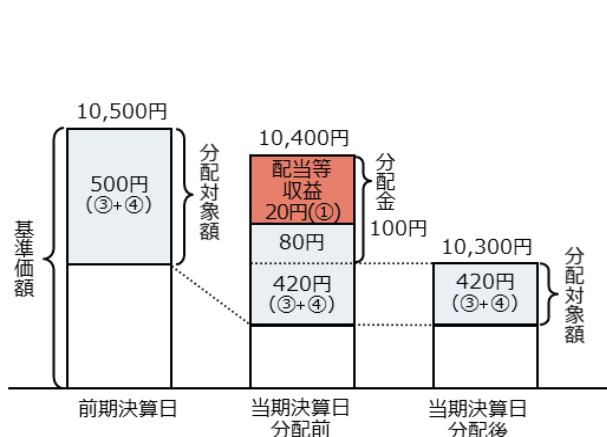 10,500円
500円
(③+④)
分配対象額
基準価額
10,400円
配当等
収益
20円(①)
80円
420円
(③+④)
分配金
100円
10,300円
420円
(③+④)
分配対象額
前期決算日
当期決算日
分配前
当期決算日
分配後